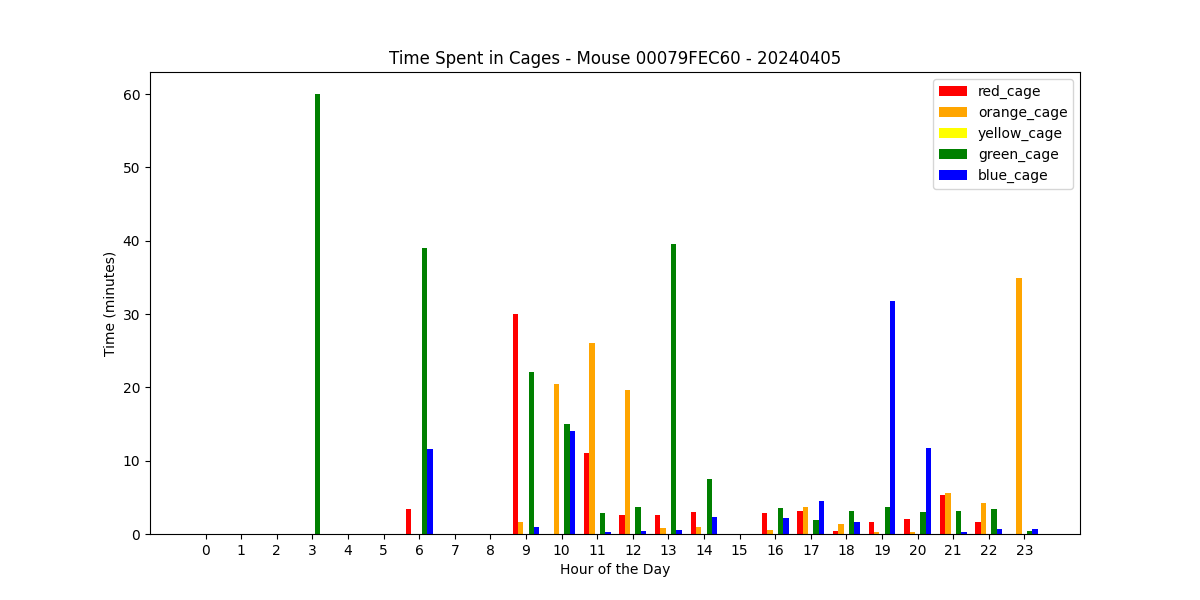 Time Spent in Cages - Mouse 00079FEC60 - 20240405
60
50
40
30
20
10
0
Time (minutes)
red_cage
orange_cage
yellow_cage
green_cage
blue_cage
0 1 2 3 4 5 6 7 8 9 10 11 12 13 14 15 16 17 18 19 20 21 22 23
Hour of the Day